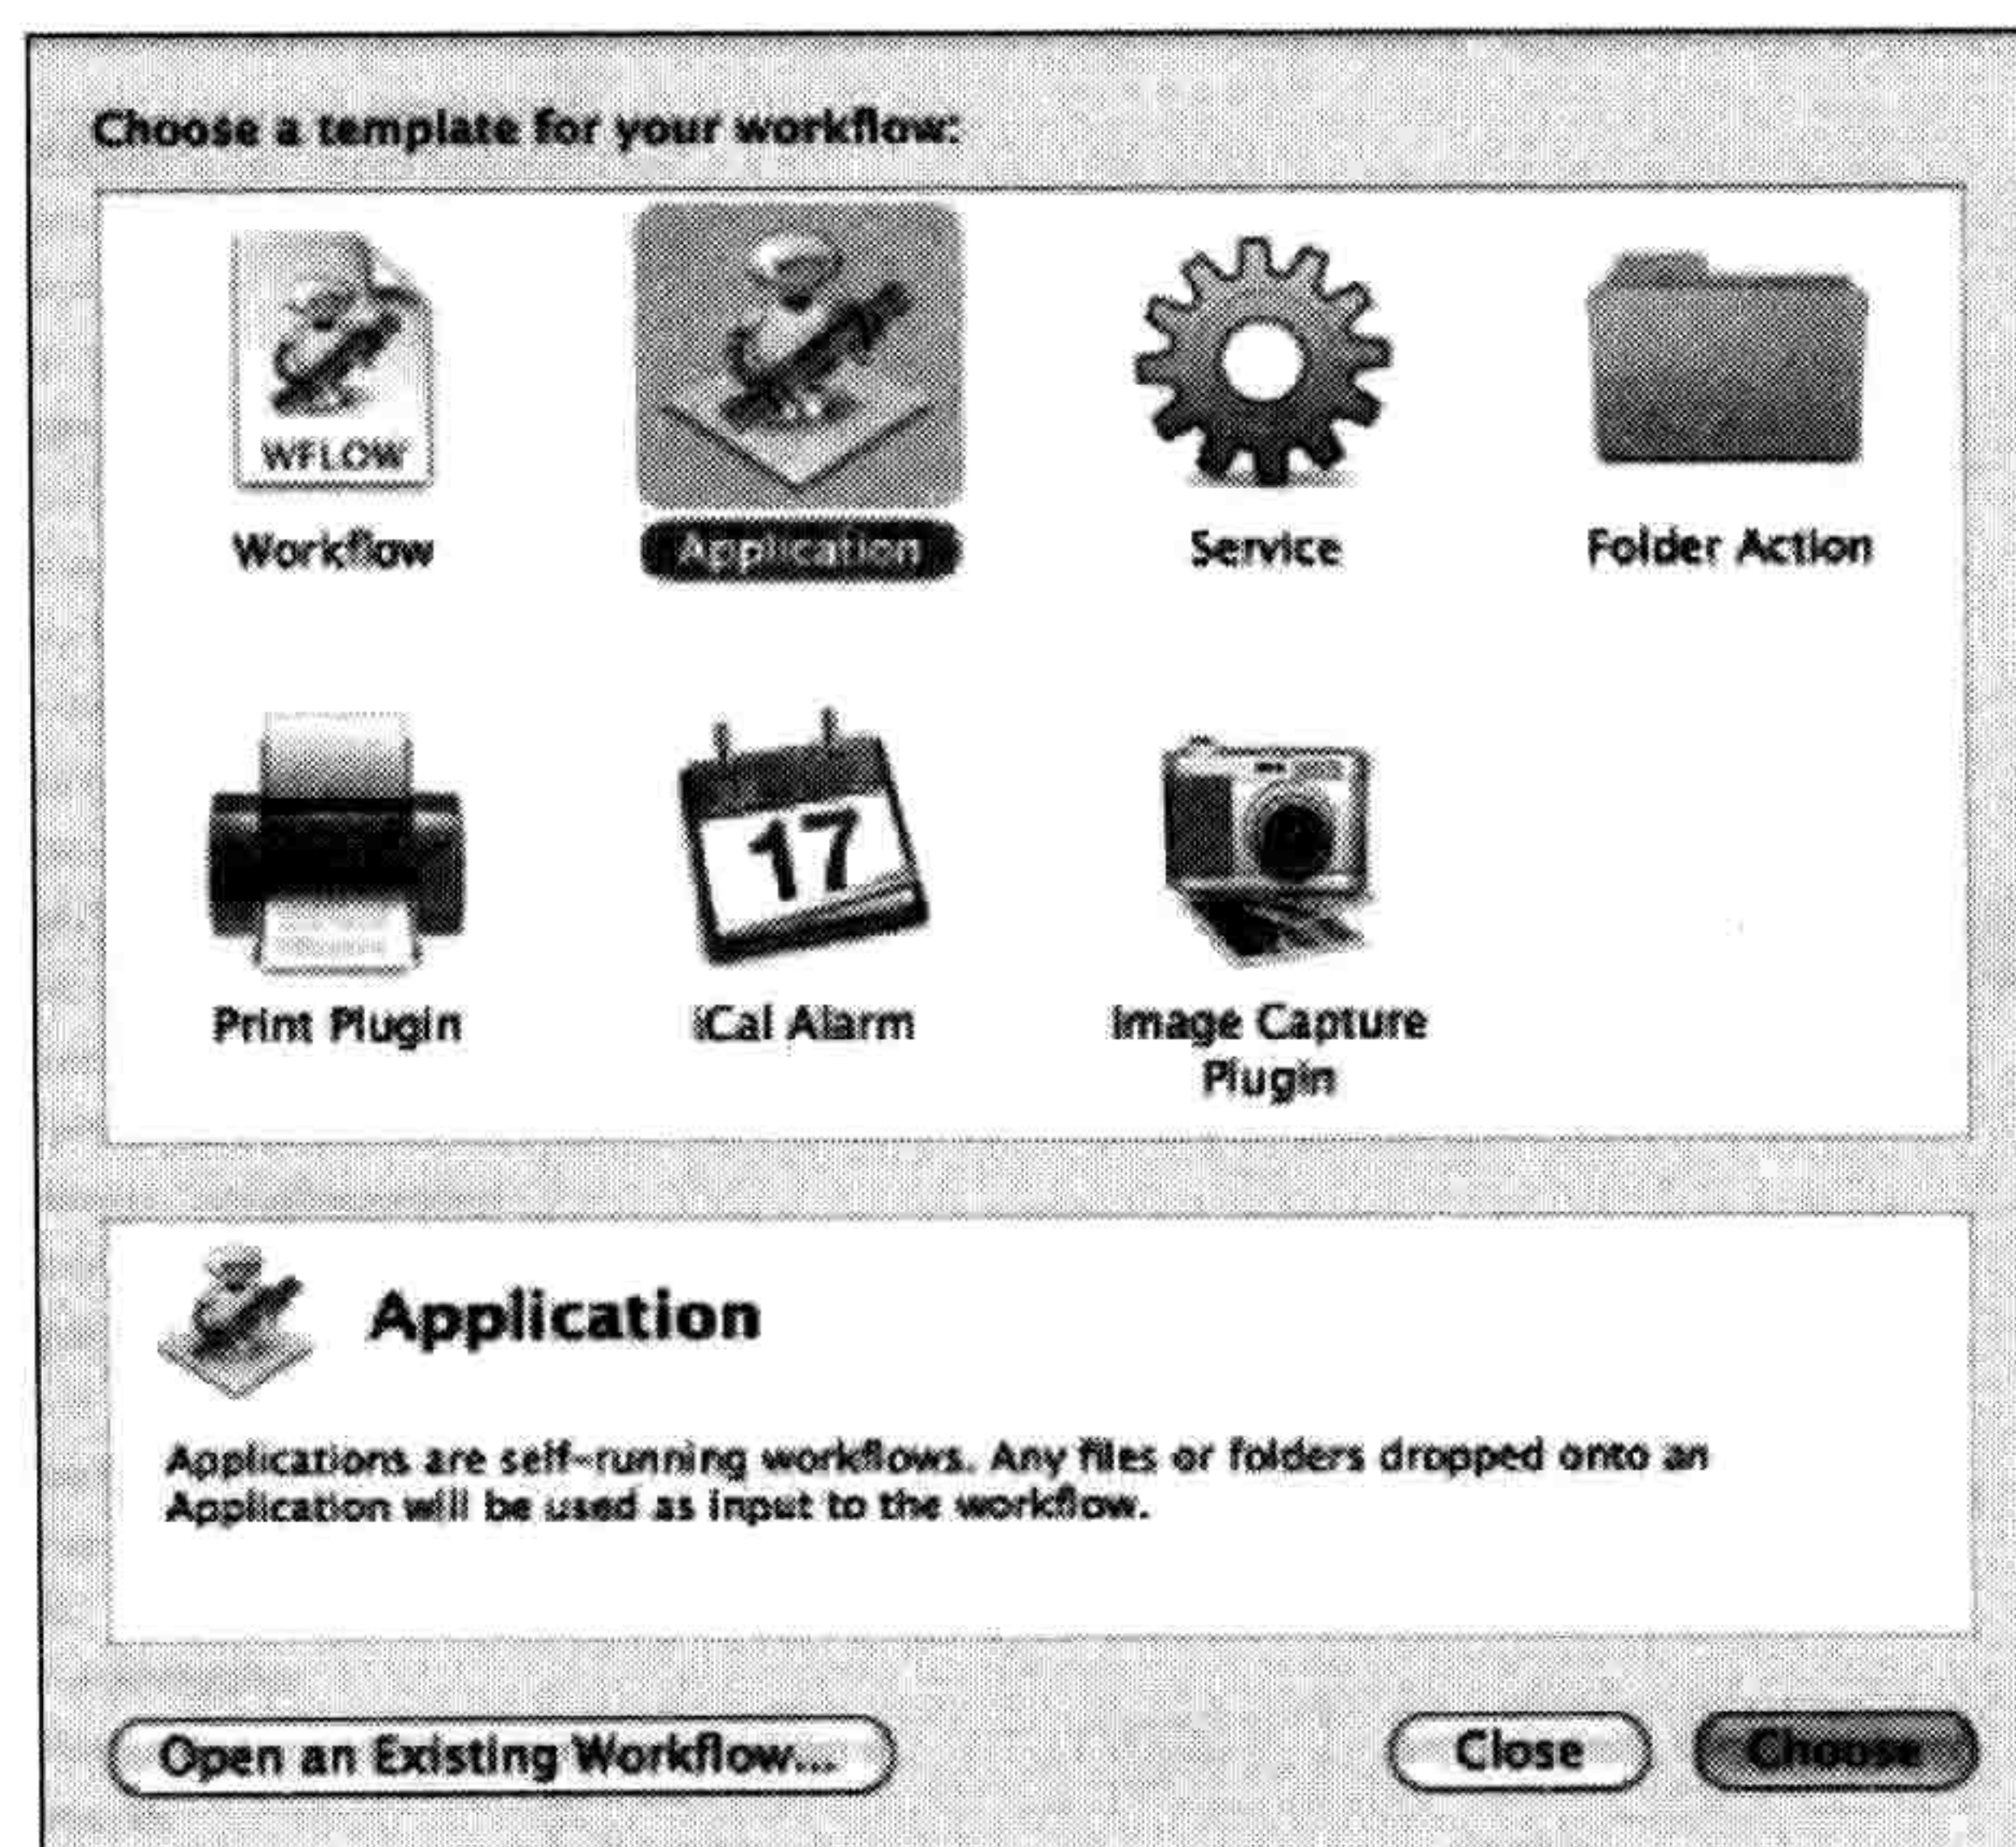 Choose a template for your workflow:
WFLOW
Workflow
Application
Service
Folder Action
17
Print Plugin
iCal Alarm
Image Capture
Plugin
Application
Applications are self-running workflows. Any files or folders dropped onto an
Application will be used as input to the workflow.
Open an Existing Workflow...
Close
Choose